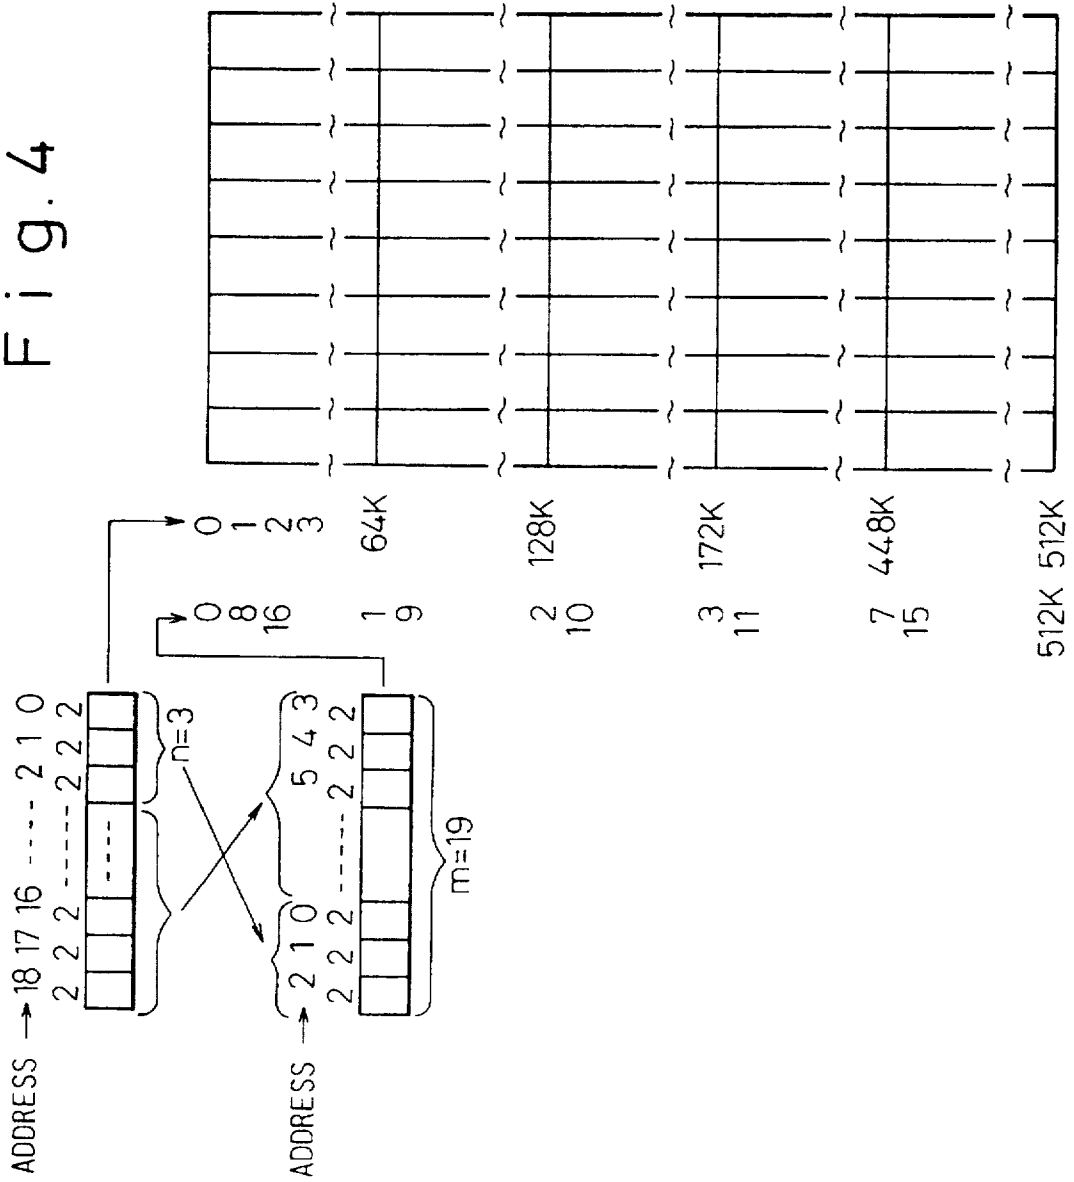 Fig. 4
ADDRESS → 18 17 16 ---- 2 1 0
2 2 2 ----- 2 2 2
----
n=3
ADDRESS → 2 1 0 5 4 3
2 2 2 ----- 2 2 2
m=19
0 0
8 1
16 2
3
1 64K
9
2 128K
10
3 172K
11
7 448K
15
512K 512K